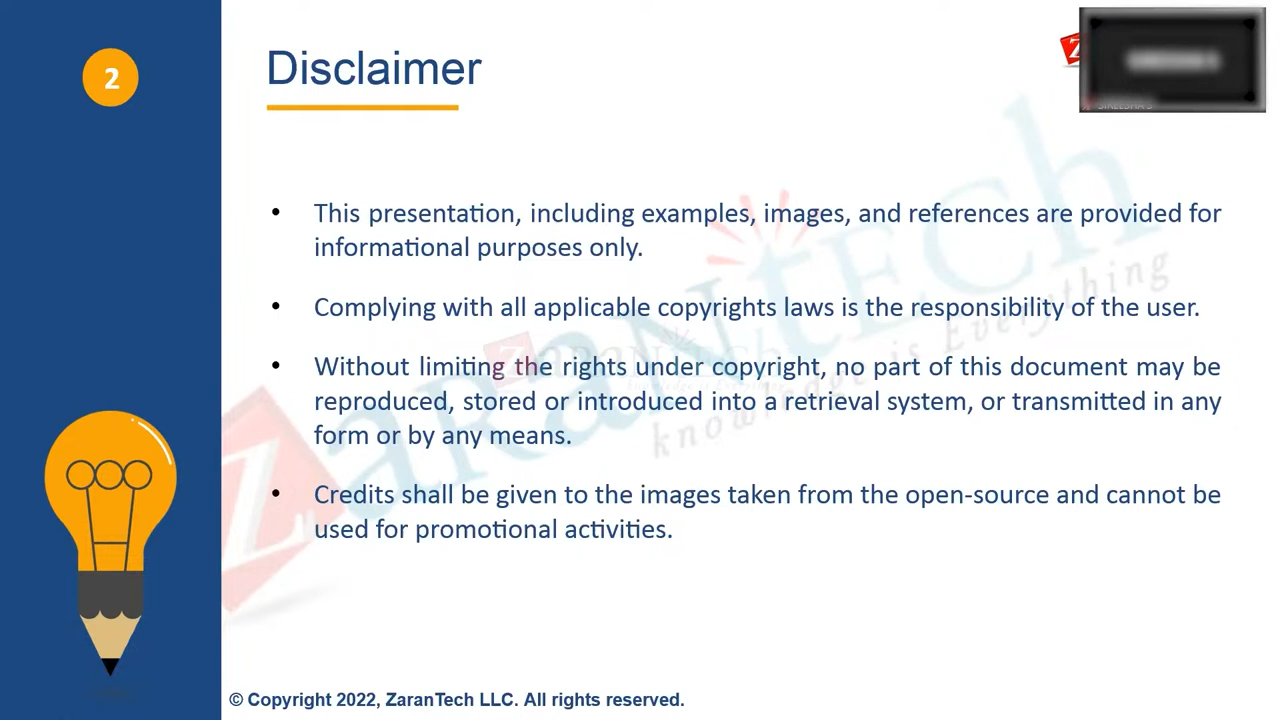 2
Disclaimer
• This presentation, including examples, images, and references are provided for
informational purposes only.
• Complying with all applicable copyrights laws is the responsibility of the user.
• Without limiting the rights under copyright, no part of this document may be
reproduced, stored or introduced into a retrieval system, or transmitted in any
form or by any means.
• Credits shall be given to the images taken from the open-source and cannot be
used for promotional activities.
ZaranTech
knowledge is Everything
© Copyright 2022, ZaranTech LLC. All rights reserved.